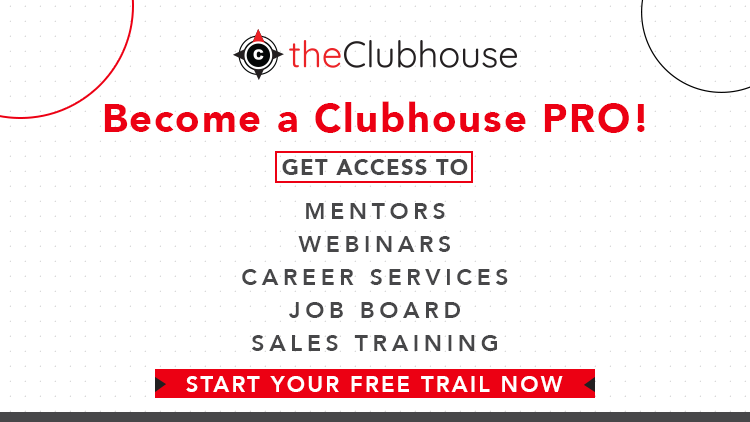 C theClubhouse
Become a Clubhouse PRO!
GET ACCESS TO
MENTORS
WEBINARS
CAREER SERVICES
JOB BOARD
SALES TRAINING
START YOUR FREE TRAIL NOW